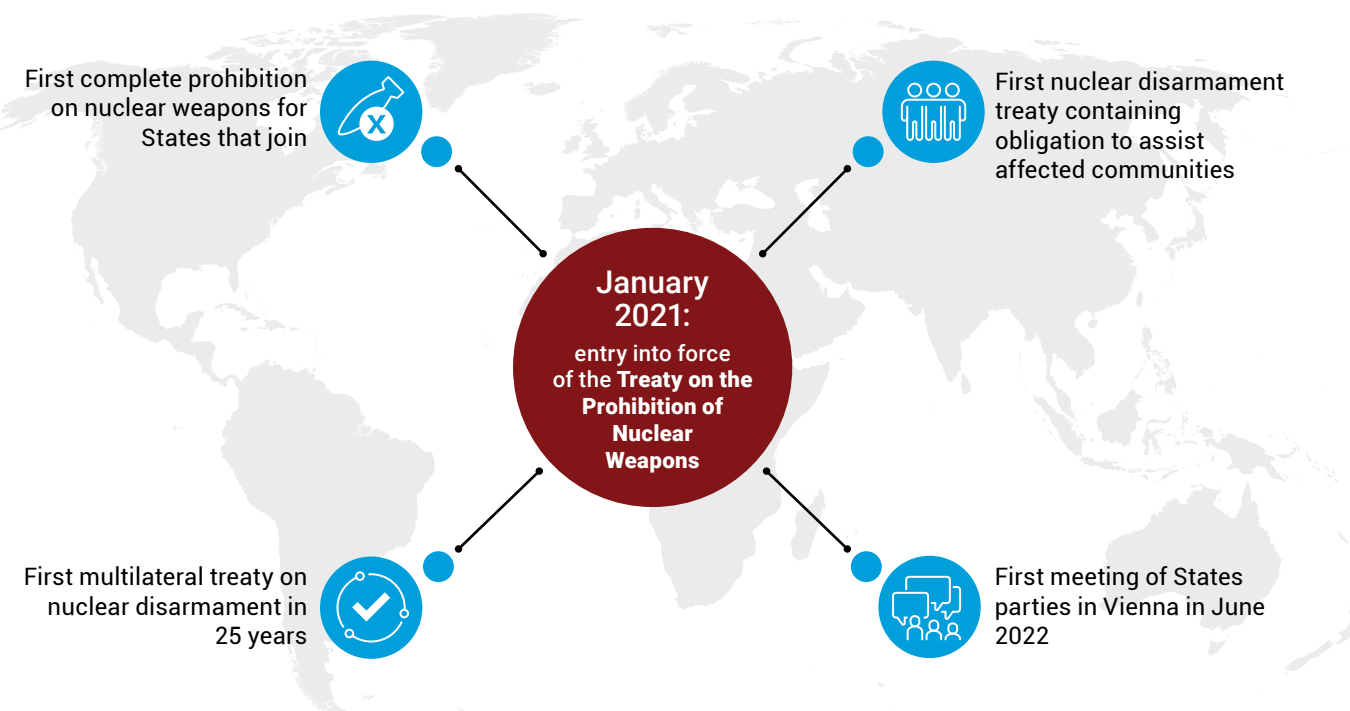 First complete prohibition
on nuclear weapons for
States that join
X
First nuclear disarmament
treaty containing
obligation to assist
affected communities
January
2021:
entry into force
of the Treaty on the
Prohibition of
Nuclear
Weapons
First multilateral treaty on
nuclear disarmament in
25 years
First meeting of States
parties in Vienna in June
2022